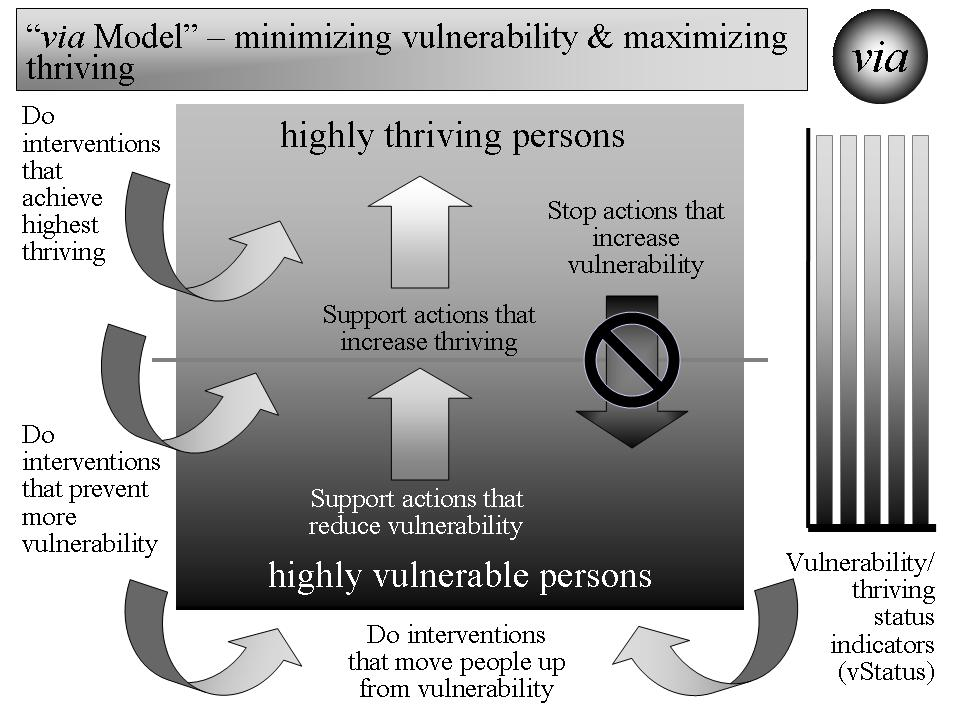 “via Model” – minimizing vulnerability & maximizing
thriving
via
Do
interventions
that
achieve
highest
thriving
highly thriving persons
Stop actions that
increase
vulnerability
Support actions that
increase thriving
Do
interventions
that prevent
more
vulnerability
Support actions that
reduce vulnerability
highly vulnerable persons
Vulnerability/
thriving
status
indicators
(vStatus)
Do interventions
that move people up
from vulnerability